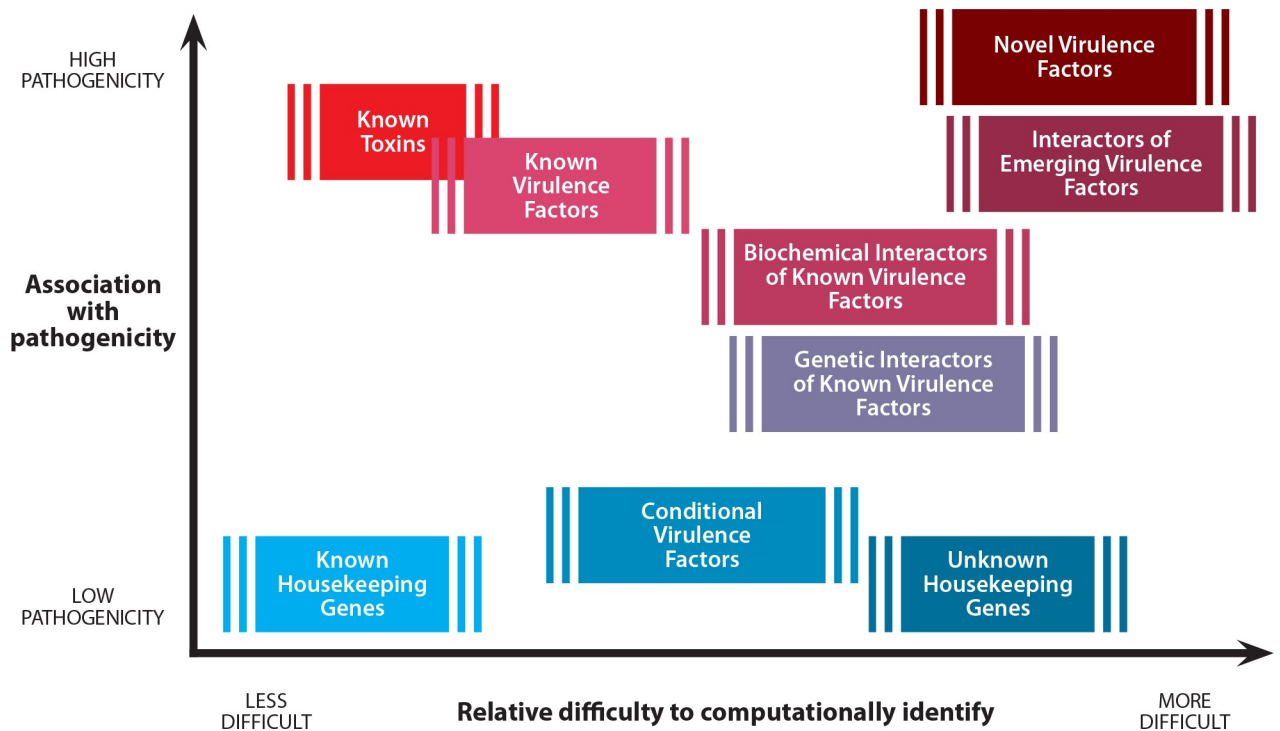 HIGH
PATHOGENICITY
Novel Virulence
Factors
Known
Toxins
Interactors of
Emerging Virulence
Factors
Known
Virulence
Factors
Biochemical Interactors
of Known Virulence
Factors
Association
with
pathogenicity
Genetic Interactors
of Known Virulence
Factors
Conditional
Virulence
Factors
Known
Housekeeping
Genes
Unknown
Housekeeping
Genes
LOW
PATHOGENICITY
LESS
DIFFICULT
Relative difficulty to computationally identify
MORE
DIFFICULT